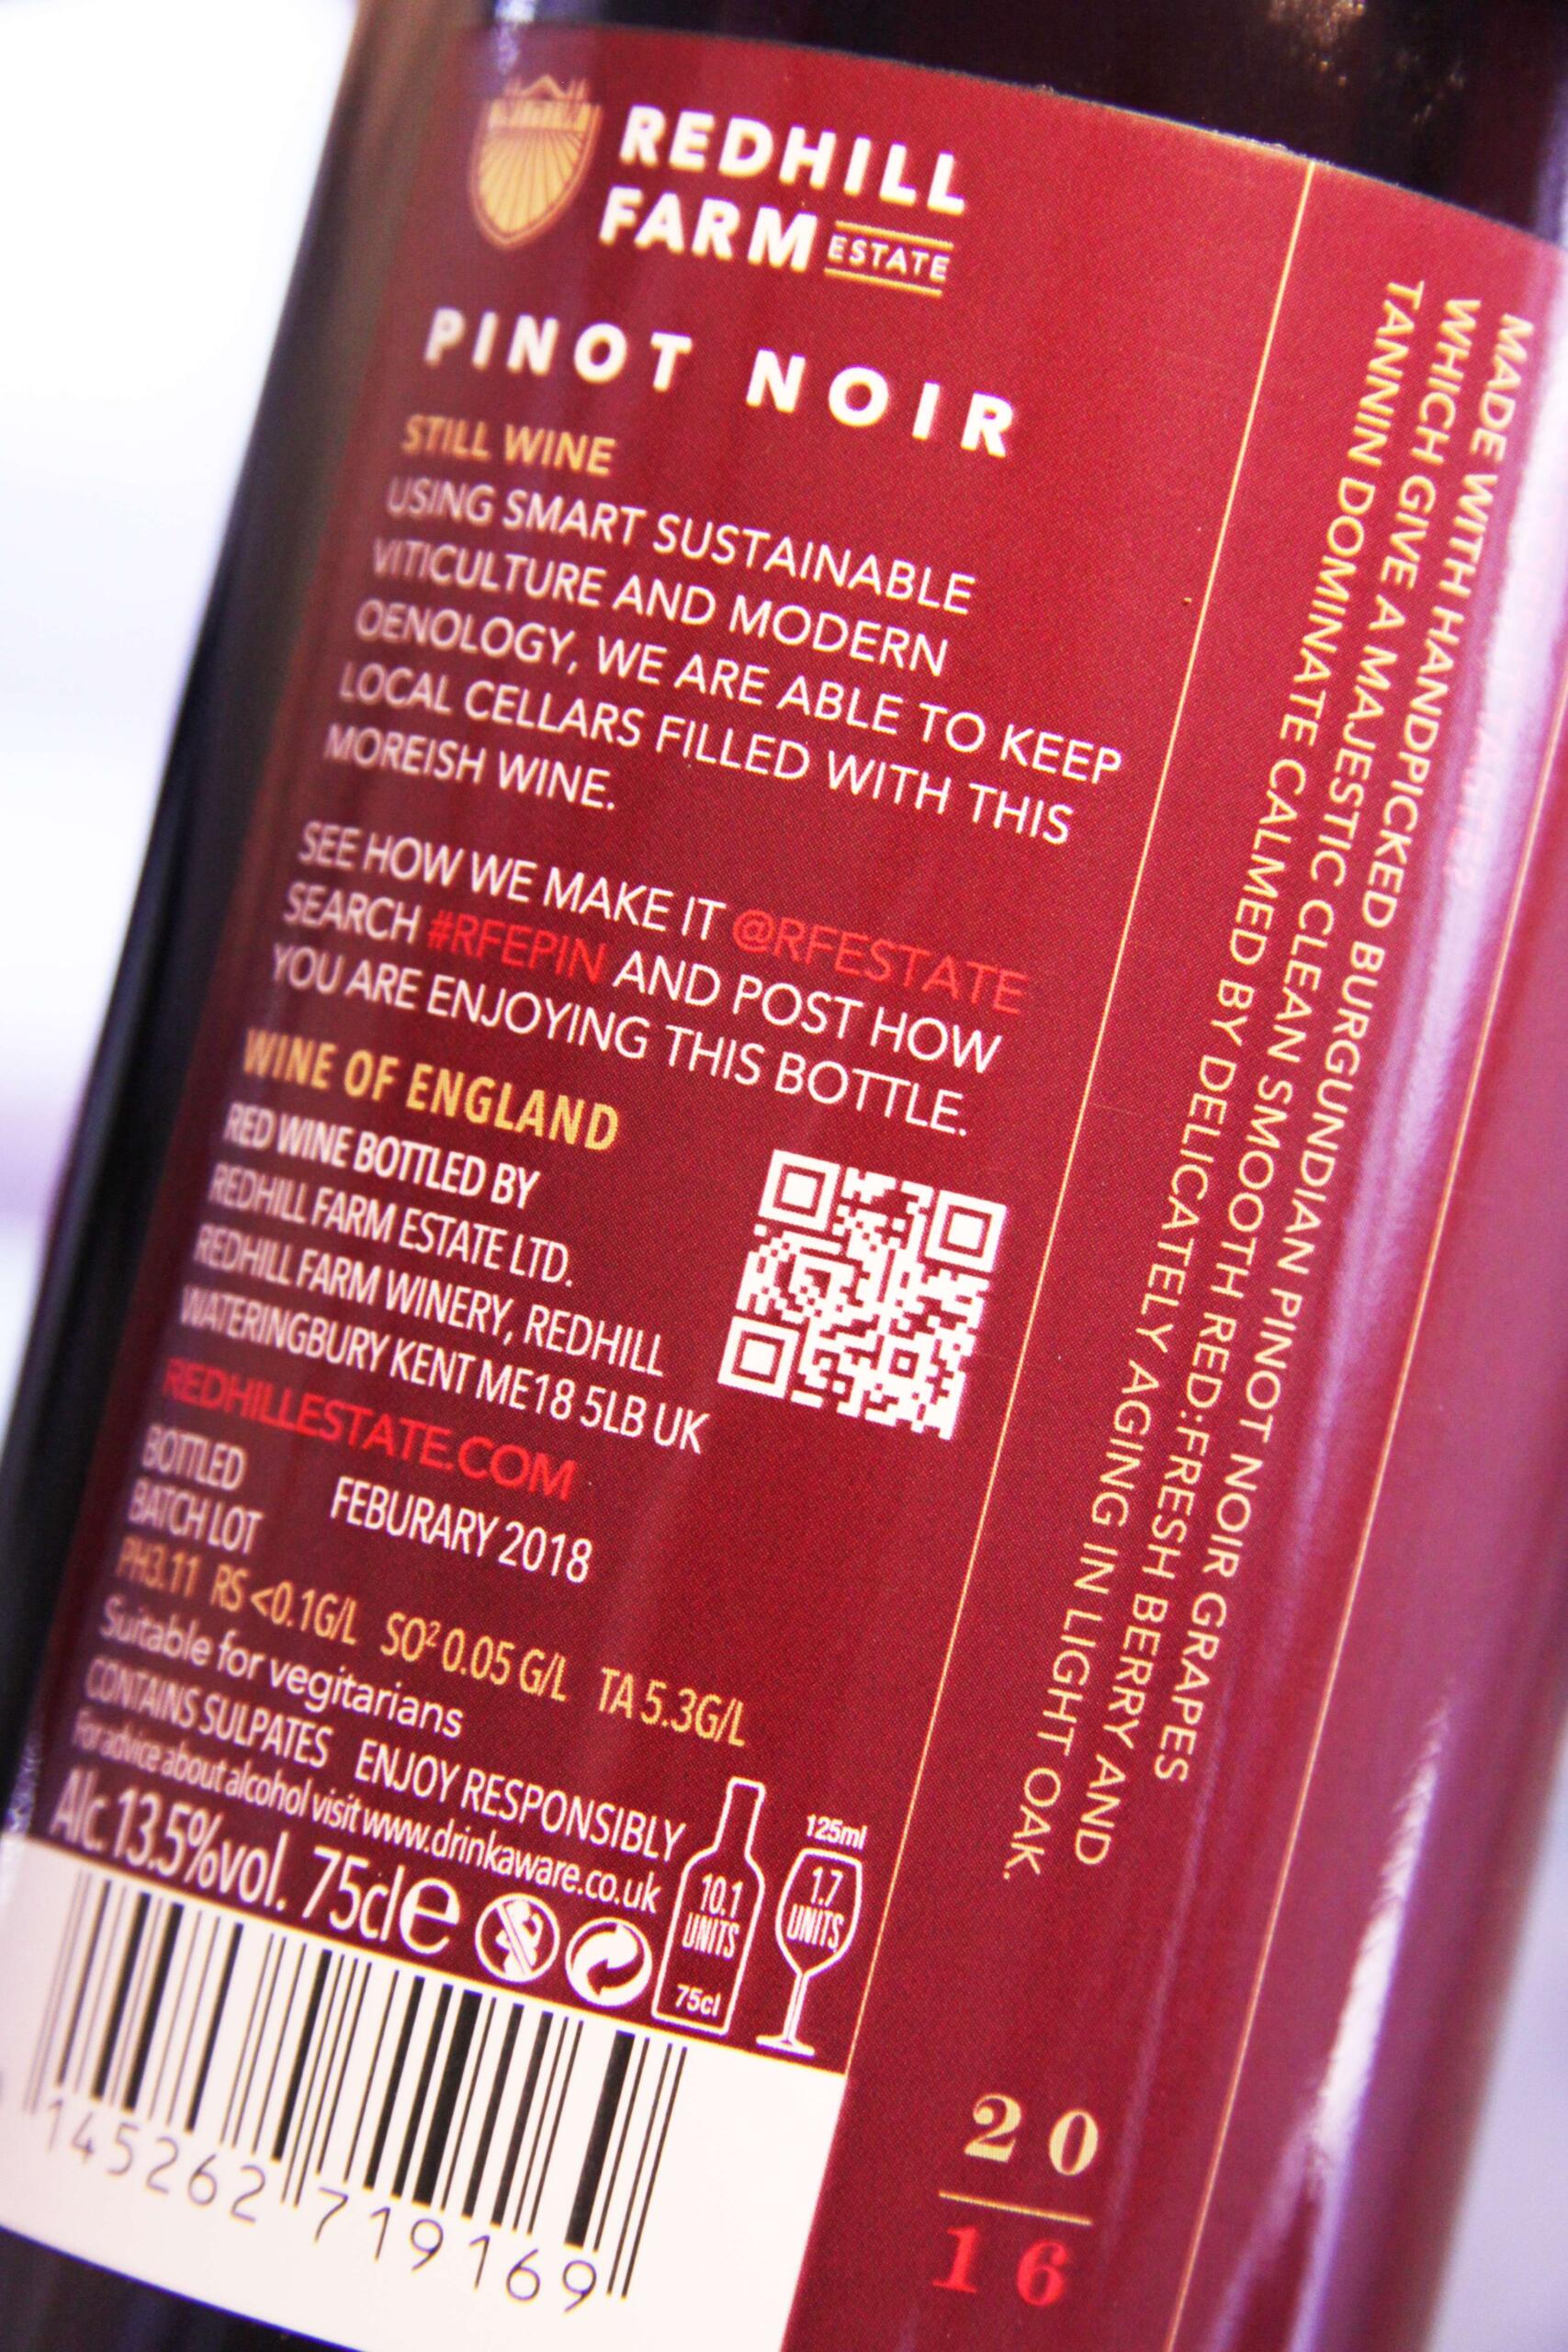 REDHILL
FARM ESTATE
PINOT NOIR
STILL WINE
USING SMART SUSTAINABLE
VITICULTURE AND MODERN
OENOLOGY, WE ARE ABLE TO KEEP
LOCAL CELLARS FILLED WITH THIS
MOREISH WINE.
SEE HOW WE MAKE IT @RFESTATE
SEARCH #RFEPIN AND POST HOW
YOU ARE ENJOYING THIS BOTTLE.
WINE OF ENGLAND
RED WINE BOTTLED BY
REDHILL FARM ESTATE LTD.
REDHILL FARM WINERY, REDHILL
WATERINGBURY KENT ME18 5LB UK
REDHILLESTATE.COM
BOTTLED FEBURARY 2018
BATCH LOT
PH3.11 RS <0.1G/L SO² 0.05 G/L TA 5.3G/L
Suitable for vegitarians
CONTAINS SULPATES ENJOY RESPONSIBLY
For advice about alcohol visit www.drinkaware.co.uk
Alc.13.5%vol. 75cl e
10.1
UNITS
75cl
125ml
1.7
UNITS
145262 719169
MADE WITH HANDPICKED BURGUNDIAN PINOT NOIR GRAPES
WHICH GIVE A MAJESTIC CLEAN SMOOTH RED: FRESH BERRY AND
TANNIN DOMINATE CALMED BY DELICATELY AGING IN LIGHT OAK.
20
16